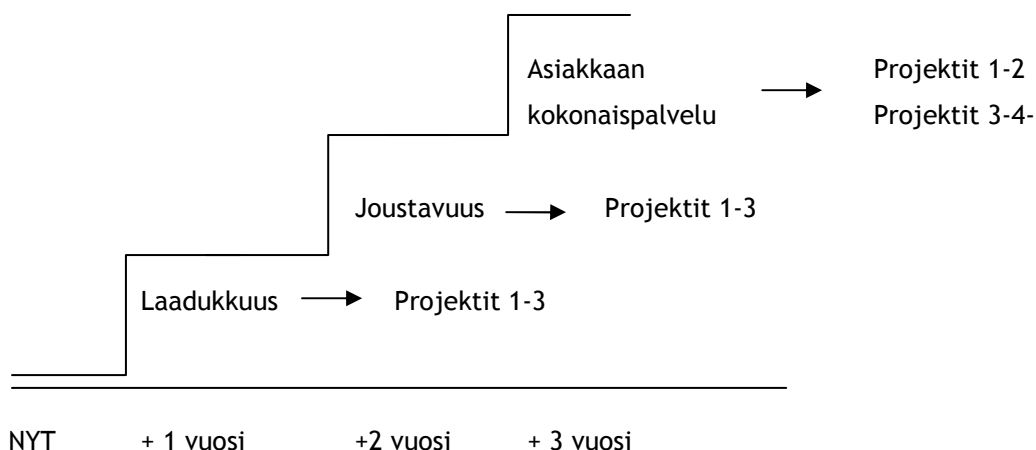 Asiakkaan Projektit 1-2
kokonaispalvelu Projektit 3-4-
Joustavuus Projektit 1-3
Laadukkuus Projektit 1-3
NYT + 1 vuosi +2 vuosi + 3 vuosi